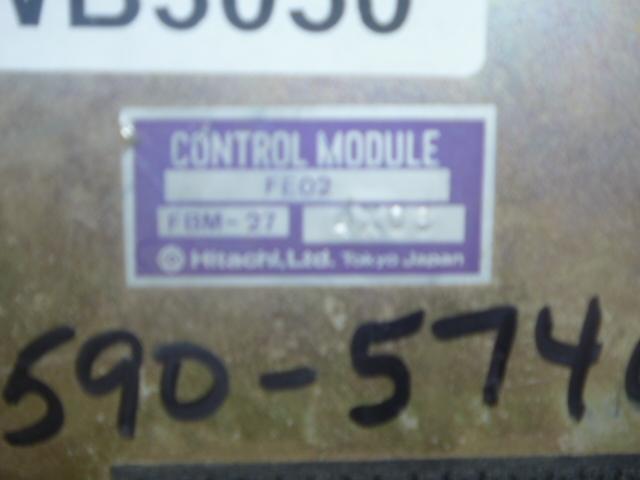 CONTROL MODULE
FE02
FBM-27
Hitachi, Ltd. Tokyo Japan
590-574